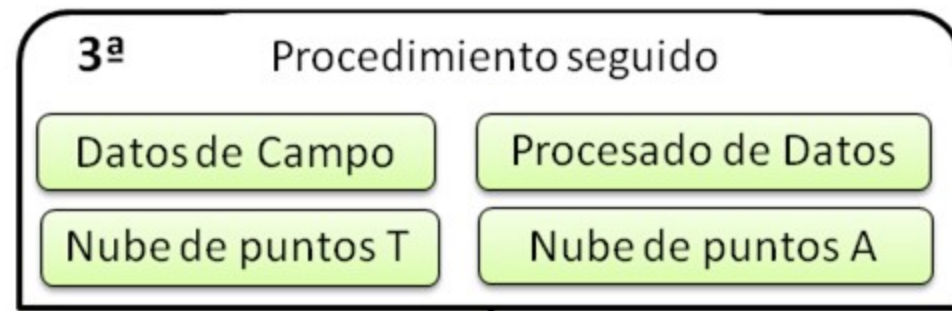 3ª Procedimiento seguido
Datos de Campo Procesado de Datos
Nube de puntos T Nube de puntos A